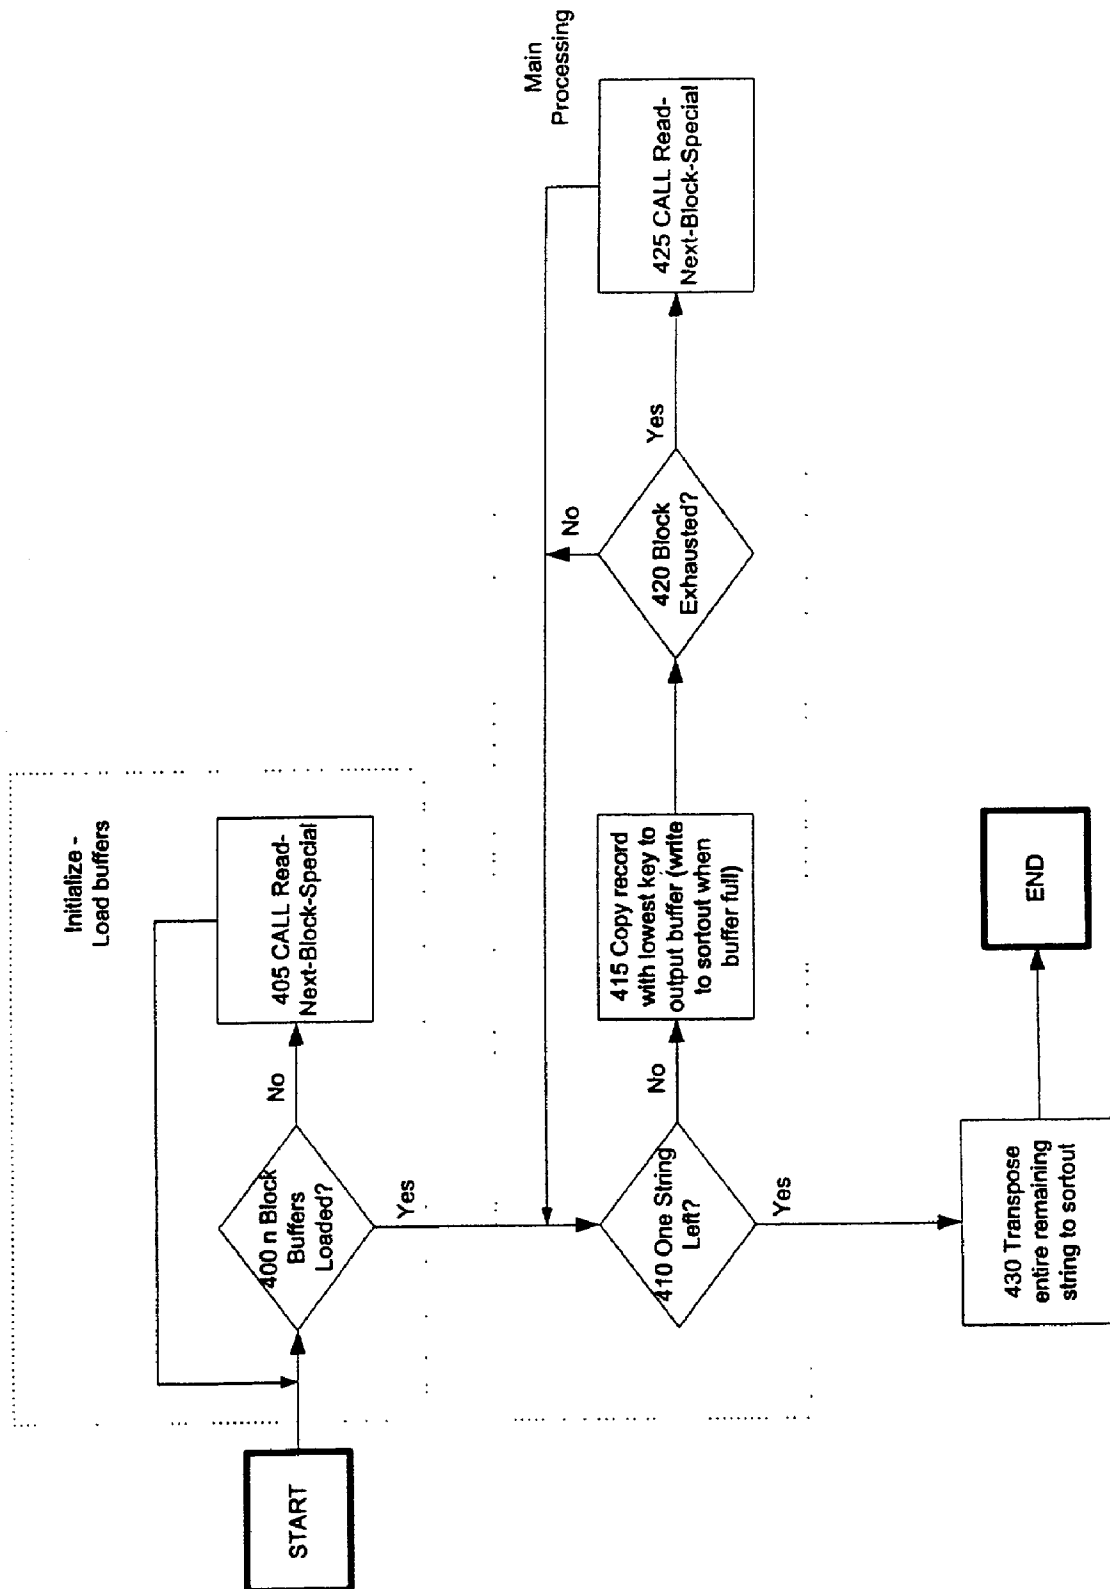 START
Initialize -
Load buffers
400 n Block
Buffers
Loaded?
No
405 CALL Read-
Next-Block-Special
Yes
Main
Processing
410 One String
Left?
No
415 Copy record
with lowest key to
output buffer (write
to sortout when
buffer full)
420 Block
Exhausted?
No
Yes
425 CALL Read-
Next-Block-Special
Yes
430 Transpose
entire remaining
string to sortout
END